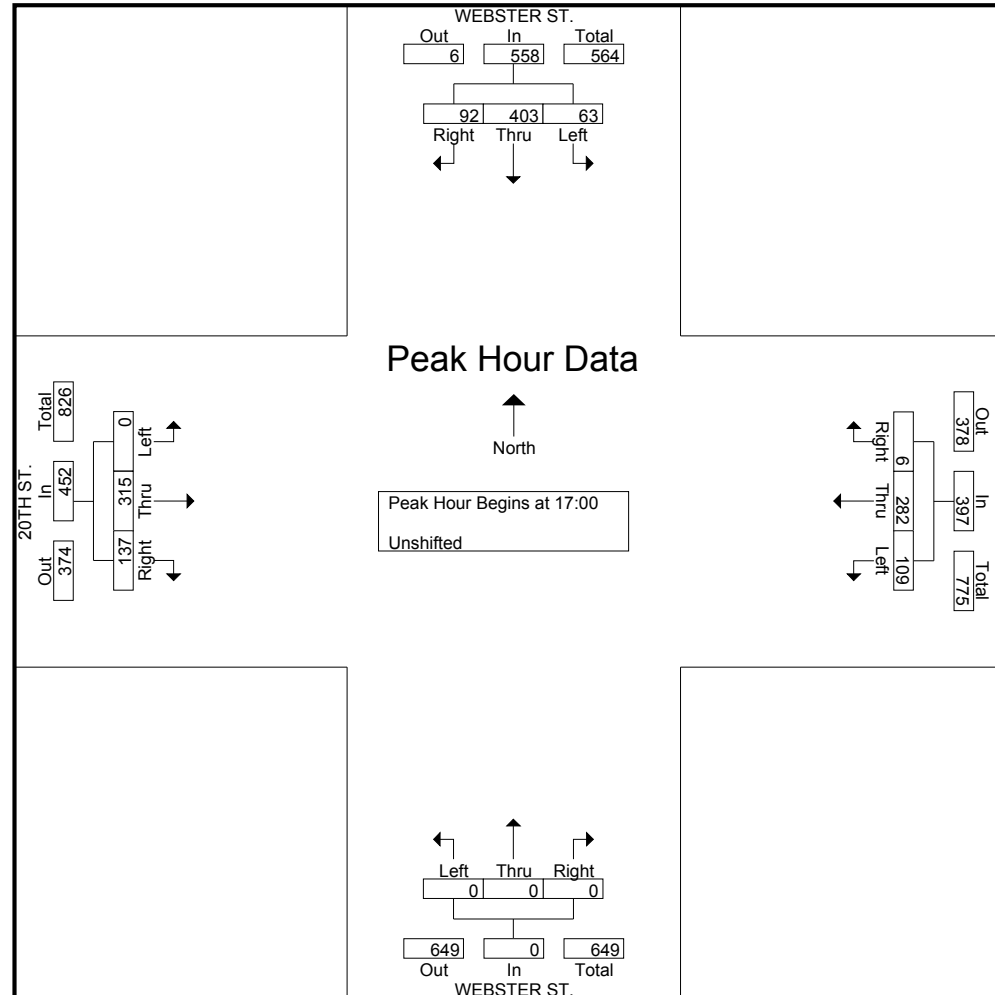 WEBSTER ST.
Out In Total
6 558 564
92 403 63
Right Thru Left
Peak Hour Data
North
Peak Hour Begins at 17:00
Unshifted
20TH ST.
Total In Out
826 452 374
0 315 137
Left Thru Right
Out In Total
378 397 775
6 282 109
Right Thru Left
Left Thru Right
0 0 0
649 0 649
Out In Total
WEBSTER ST.